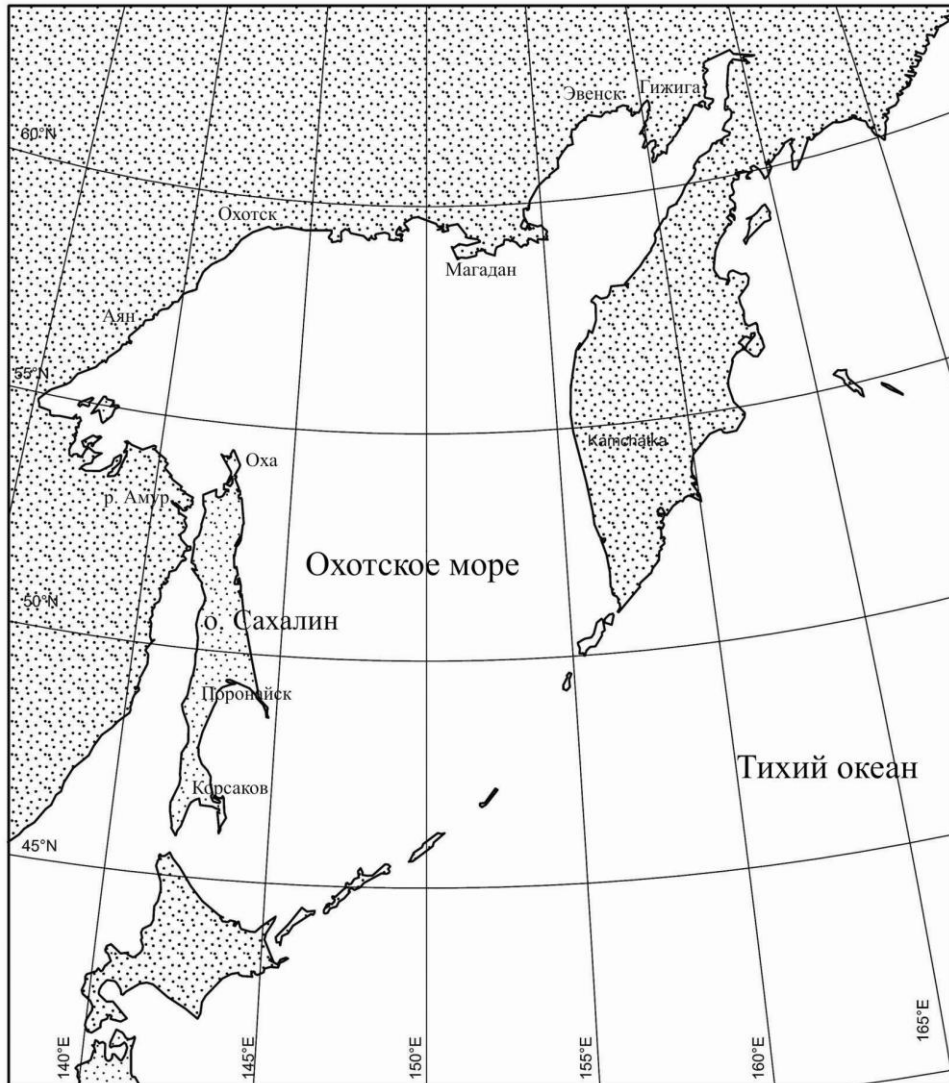 Эвенск
Гижига
60°N
Охотск
Магадан
Аян
55°N
Kamchatka
Оха
р. Амур
Охотское море
50°N
о. Сахалин
Поронайск
Тихий океан
Корсаков
45°N
140°E
145°E
150°E
155°E
160°E
165°E